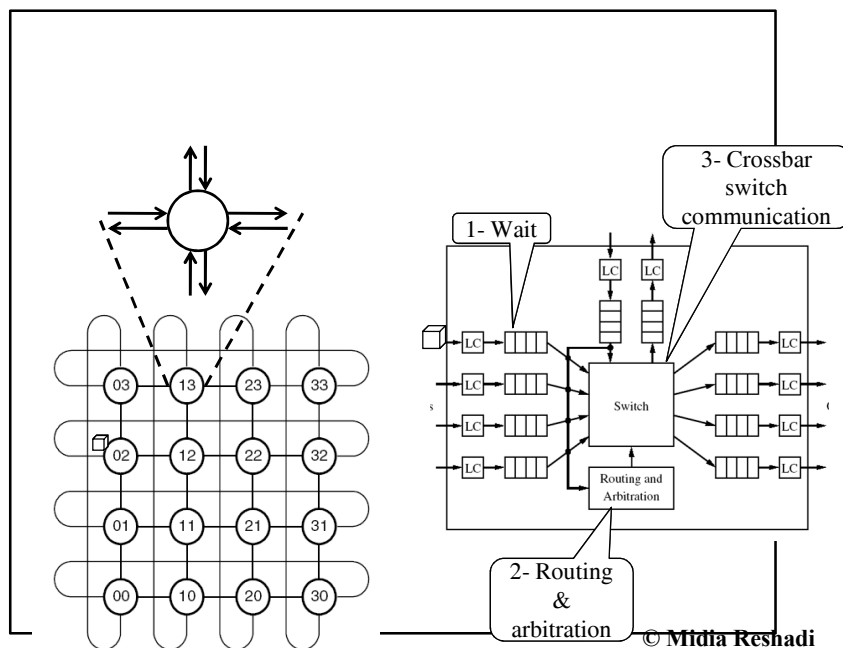 3- Crossbar
switch
communication
1- Wait
LC LC
03 13 23 33
LC LC
02 12 22 32
LC LC
Switch
LC LC
01 11 21 31
LC LC
Routing and
Arbitration
00 10 20 30
2- Routing
&
arbitration
© Midia Reshadi